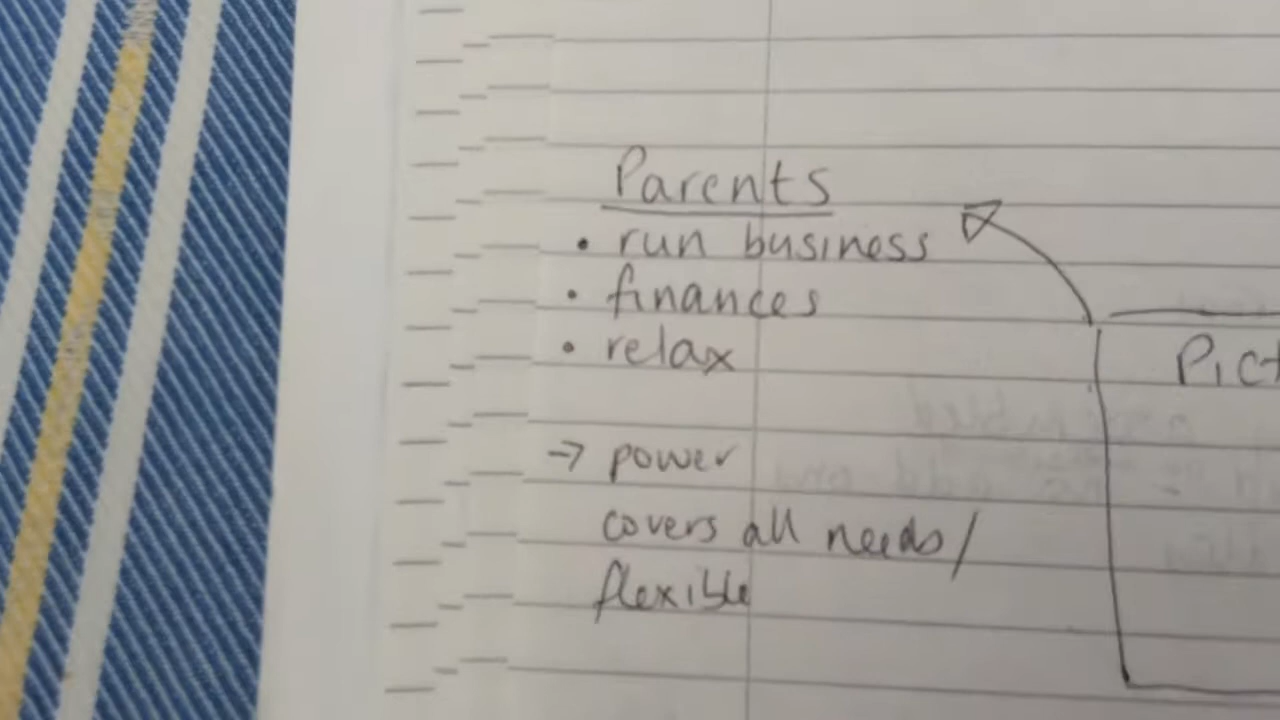 Parents
• run business
• finances
• relax
Pict
→ power
covers all needs/
flexible